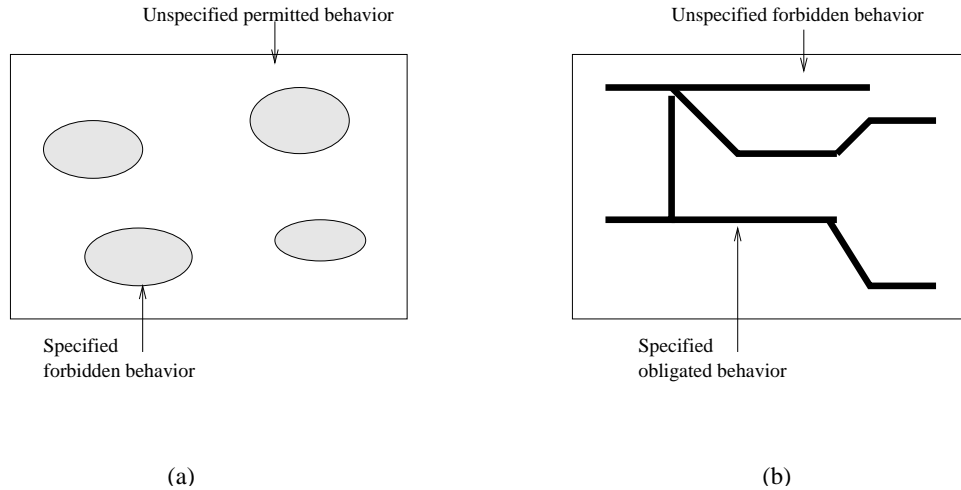 Unspecified permitted behavior
Specified
forbidden behavior
(a)
Unspecified forbidden behavior
Specified
obligated behavior
(b)